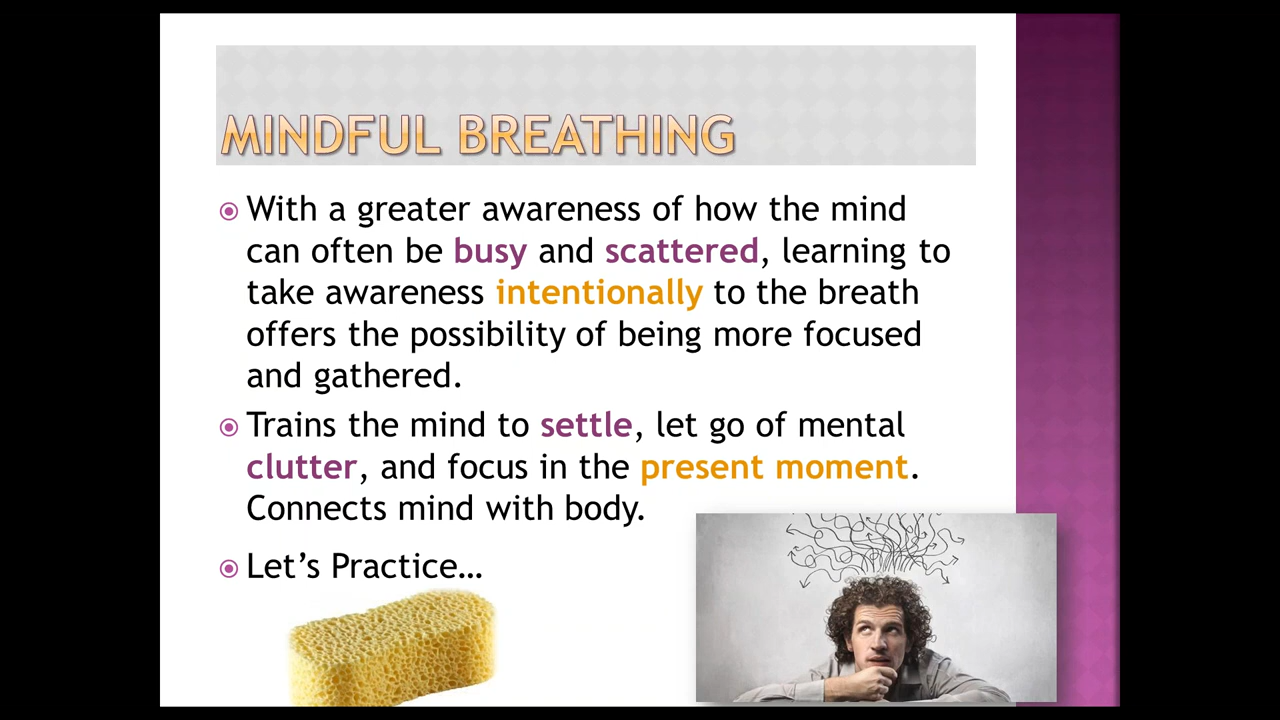 MINDFUL BREATHING
With a greater awareness of how the mind
can often be busy and scattered, learning to
take awareness intentionally to the breath
offers the possibility of being more focused
and gathered.
Trains the mind to settle, let go of mental
clutter, and focus in the present moment.
Connects mind with body.
Let’s Practice…